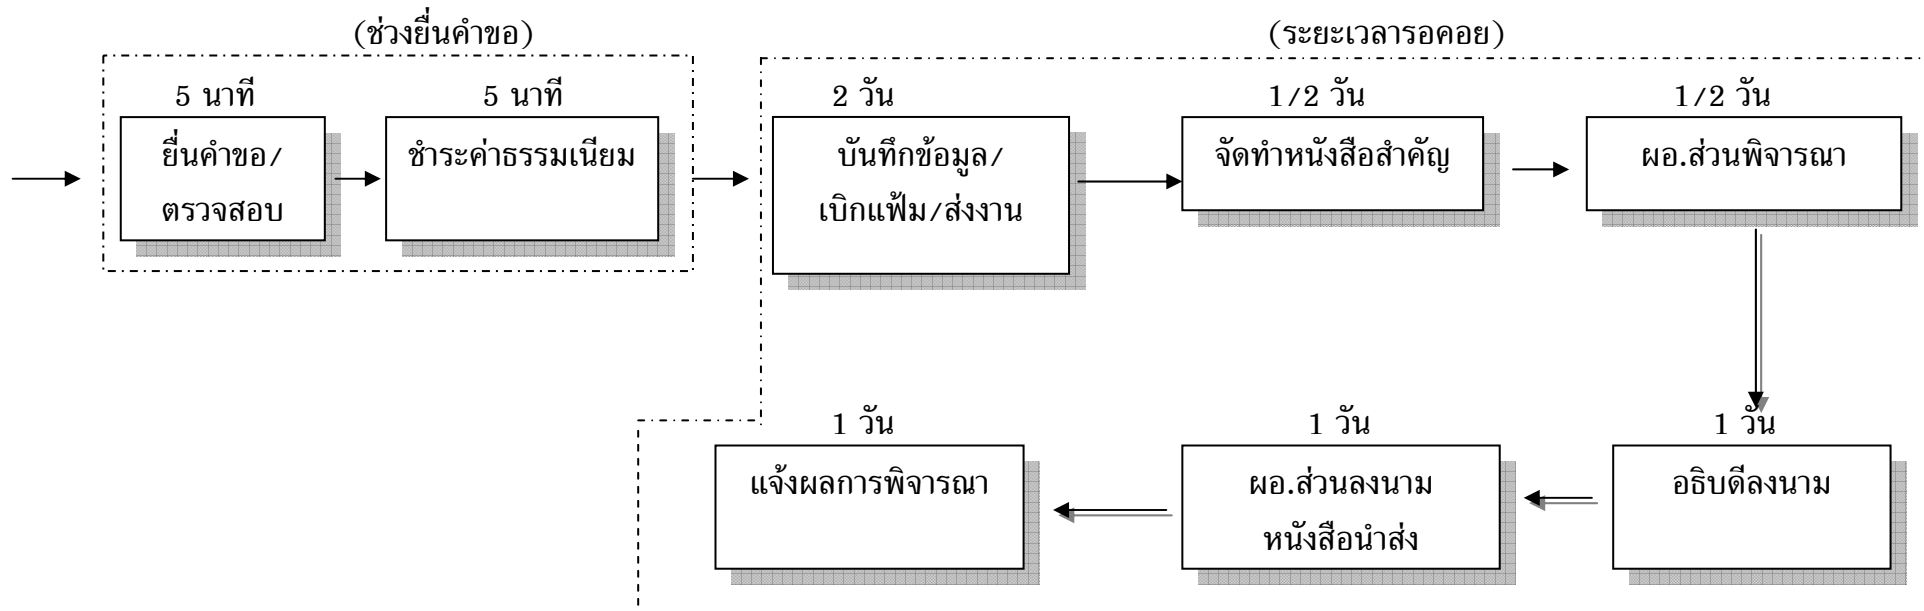 (ช่วงยื่นคำขอ)
(ระยะเวลารอคอย)
5 นาที
ยื่นคำขอ/
ตรวจสอบ
5 นาที
ชำระค่าธรรมเนียม
2 วัน
บันทึกข้อมูล/
เบิกแฟ้ม/ส่งงาน
1/2 วัน
จัดทำหนังสือสำคัญ
1/2 วัน
ผอ.ส่วนพิจารณา
1 วัน
อธิบดีลงนาม
1 วัน
ผอ.ส่วนลงนาม
หนังสือนำส่ง
1 วัน
แจ้งผลการพิจารณา